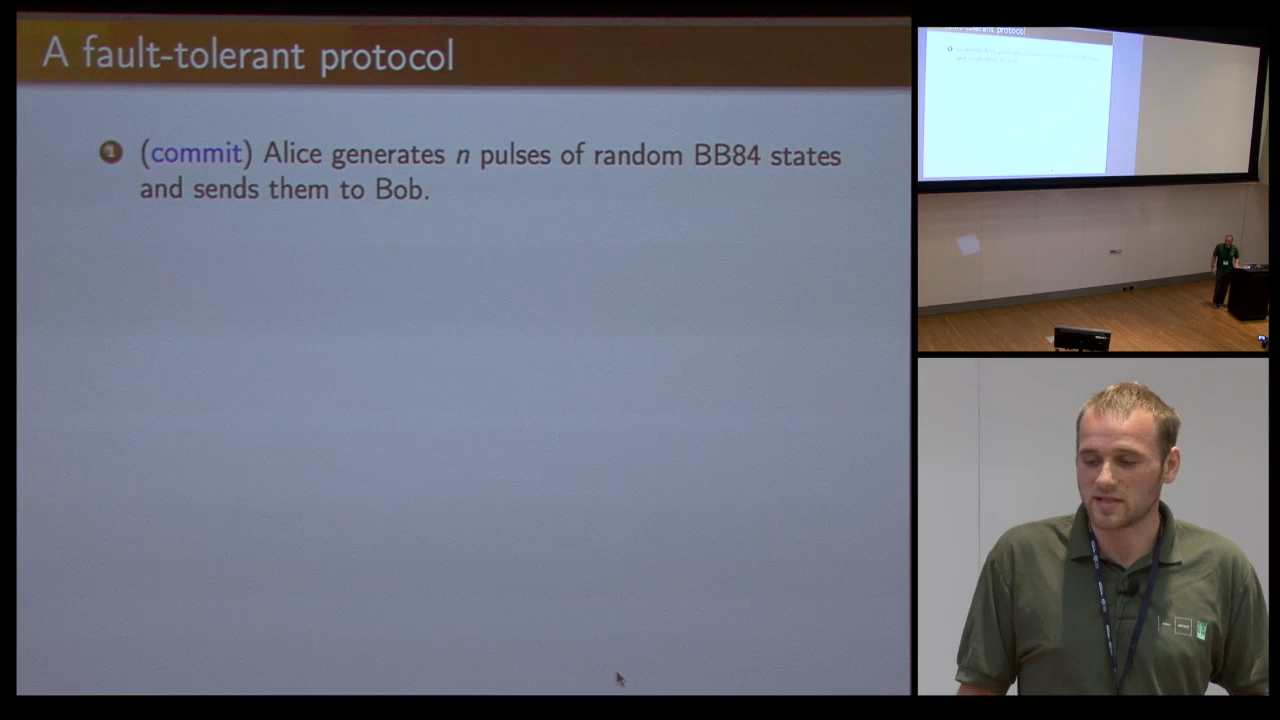 A fault-tolerant protocol
1 (commit) Alice generates n pulses of random BB84 states
and sends them to Bob.